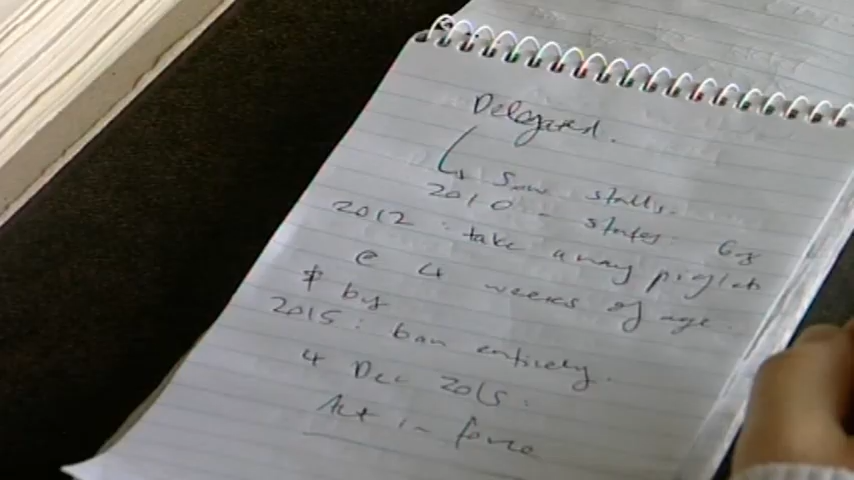 Delegated.
↳ Sow stalls.
2010 - states. By
2012 : take away piglets
@ 4 weeks of age.
$ by
2015 : ban entirely.
4 Dec 2015 :
Act in force